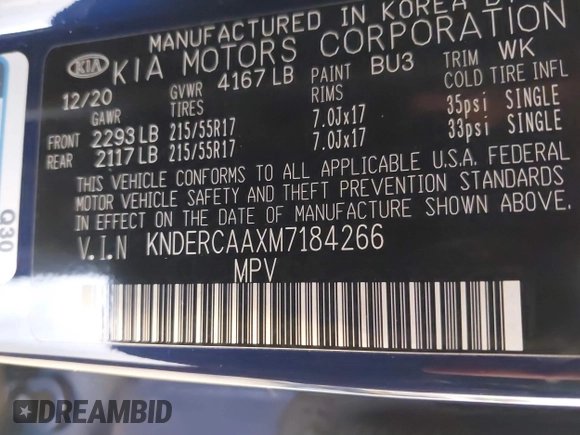 MANUFACTURED IN KOREA
KIA KIA MOTORS CORPORATION
12/20 GVWR 4167 LB PAINT BU3 TRIM WK
GAWR TIRES RIMS COLD TIRE INFL
FRONT 2293 LB 215/55R17 7.0Jx17 35psi SINGLE
REAR 2117 LB 215/55R17 7.0Jx17 33psi SINGLE
THIS VEHICLE CONFORMS TO ALL APPLICABLE U.S.A. FEDERAL
MOTOR VEHICLE SAFETY AND THEFT PREVENTION STANDARDS
IN EFFECT ON THE DATE OF MANUFACTURE SHOWN ABOVE.
V.I.N KNDERCAAXM7184266
MPV
Q30
DREAMBID